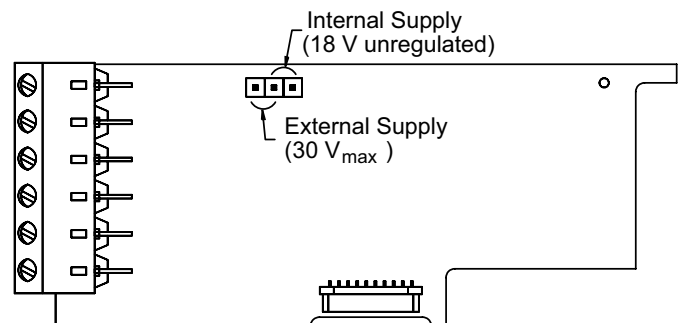 Internal Supply
(18 V unregulated)
External Supply
(30 Vmax )